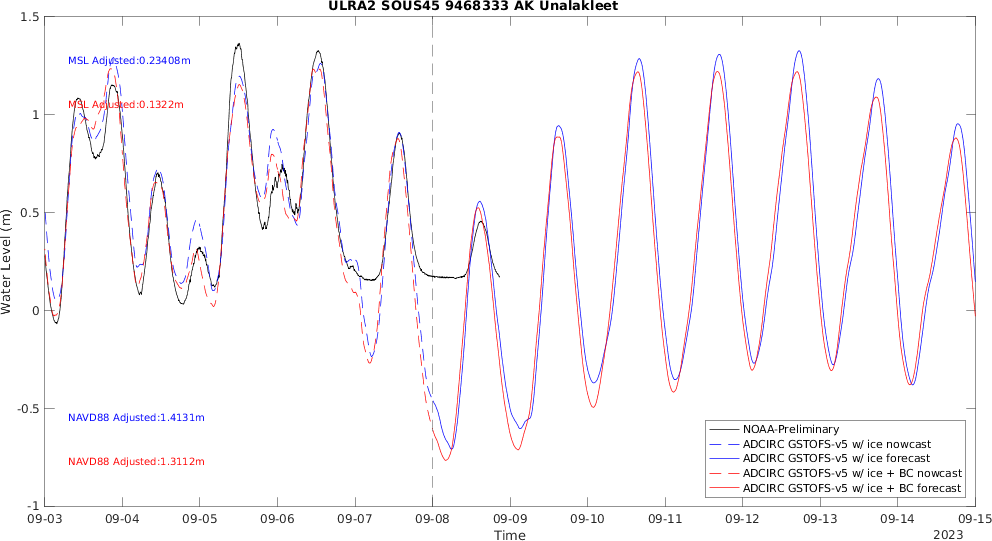 ULRA2 SOUS45 9468333 AK Unalakleet
1.5
1
0.5
0
-0.5
-1
Water Level (m)
MSL Adjusted:0.23408m
MSL Adjusted:0.1322m
NAVD88 Adjusted:1.4131m
NAVD88 Adjusted:1.3112m
NOAA-Preliminary
ADCIRC GSTOFS-v5 w/ ice nowcast
ADCIRC GSTOFS-v5 w/ ice forecast
ADCIRC GSTOFS-v5 w/ice + BC nowcast
ADCIRC GSTOFS-v5 w/ice + BC forecast
09-03 09-04 09-05 09-06 09-07 09-08 09-09 09-10 09-11 09-12 09-13 09-14 09-15
Time
2023